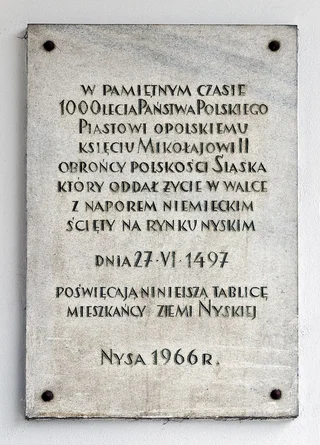 W PAMIĘTNYM CZASIE
1000LECIA PAŃSTWA POLSKIEGO
PIASTOWI OPOLSKIEMU
KSIĘCIU MIKOŁAJOWI II
OBROŃCY POLSKOŚCI ŚLĄSKA
KTÓRY ODDAŁ ŻYCIE W WALCE
Z NAPOREM NIEMIECKIM
ŚCIĘTY NA RYNKU NYSKIM
DNIA 27·VI·1497
POŚWIĘCAJĄ NINIEJSZĄ TABLICĘ
MIESZKAŃCY ZIEMI NYSKIEJ
NYSA 1966 R.